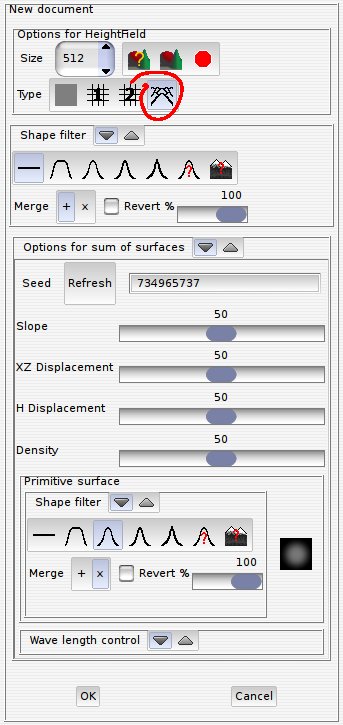 New document
Options for HeightField
Size 512 ?
Type 1 2
Shape filter
?
?
Merge + x Revert % 100
Options for sum of surfaces
Seed Refresh 734965737
50
Slope
50
XZ Displacement
50
H Displacement
50
Density
Primitive surface
Shape filter
?
?
Merge + x Revert % 100
Wave length control
OK Cancel